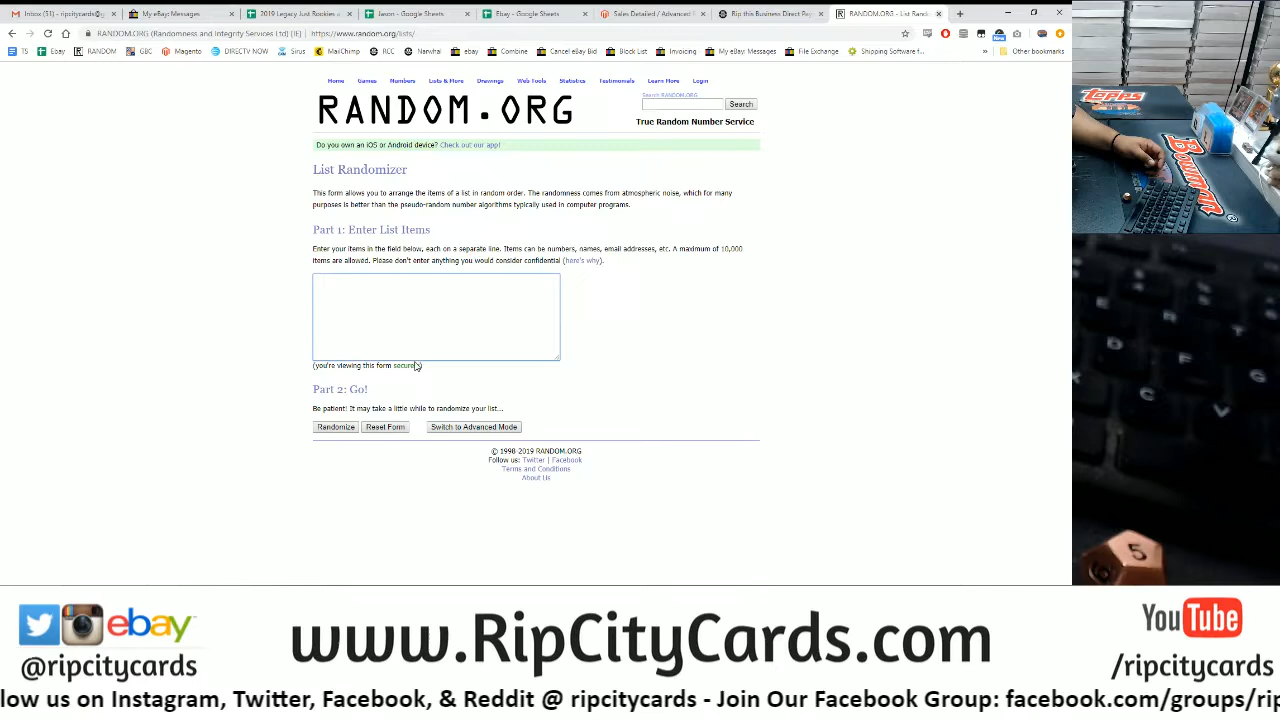 Inbox (51) - ripcitycards@g
My eBay: Messages
2019 Legacy Just Rookies a
Jason - Google Sheets
Ebay - Google Sheets
Sales Detailed / Advanced R
Rip this Business Direct Pag
RANDOM.ORG - List Rando
RANDOM.ORG (Randomness and Integrity Services Ltd) [IE] | https://www.random.org/lists/
TS Ebay RANDOM GBC Magento DIRECTV NOW Sirus MailChimp RCC Narwhal ebay Combine Cancel eBay Bid Block List Invoicing My eBay: Messages File Exchange Shipping Software f... » Other bookmarks
Home Games Numbers Lists & More Drawings Web Tools Statistics Testimonials Learn More Login
RANDOM.ORG
Search RANDOM.ORG
Search
True Random Number Service
Do you own an iOS or Android device? Check out our app!
List Randomizer
This form allows you to arrange the items of a list in random order. The randomness comes from atmospheric noise, which for many
purposes is better than the pseudo-random number algorithms typically used in computer programs.
Part 1: Enter List Items
Enter your items in the field below, each on a separate line. Items can be numbers, names, email addresses, etc. A maximum of 10,000
items are allowed. Please don't enter anything you would consider confidential (here's why).
(you're viewing this form securely)
Part 2: Go!
Be patient! It may take a little while to randomize your list...
Randomize Reset Form Switch to Advanced Mode
© 1998-2019 RANDOM.ORG
Follow us: Twitter | Facebook
Terms and Conditions
About Us
TOPPS
BOWMAN
E R T
D F G
C V
5
6
ebay
@ripcitycards
www.RipCityCards.com
YouTube
/ripcitycards
llow us on Instagram, Twitter, Facebook, & Reddit @ ripcitycards - Join Our Facebook Group: facebook.com/groups/rip